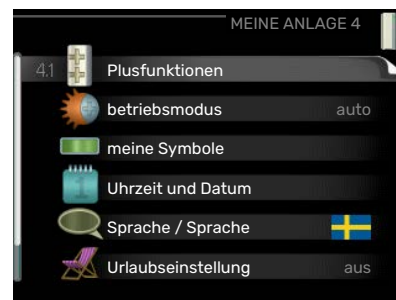 MEINE ANLAGE 4
4.1 Plusfunktionen
betriebsmodus auto
meine Symbole
Uhrzeit und Datum
Sprache / Sprache
Urlaubseinstellung aus